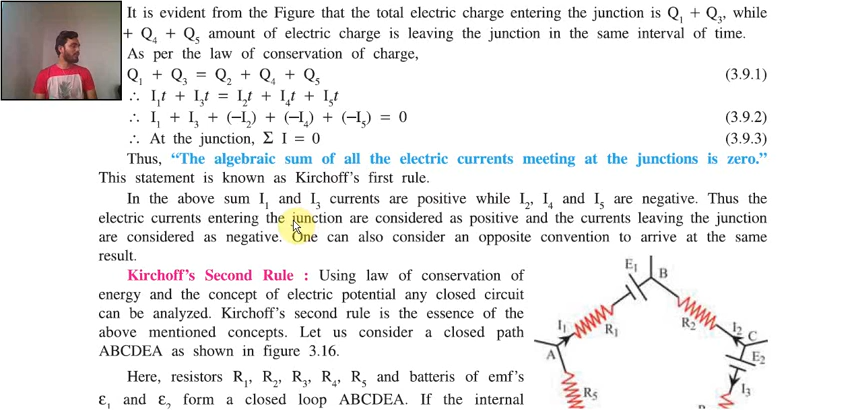 It is evident from the Figure that the total electric charge entering the junction is Q₁ + Q₃, while
+ Q₄ + Q₅ amount of electric charge is leaving the junction in the same interval of time.
As per the law of conservation of charge,
Q₁ + Q₃ = Q₂ + Q₄ + Q₅ (3.9.1)
∴ I₁t + I₃t = I₂t + I₄t + I₅t
∴ I₁ + I₃ + (–I₂) + (–I₄) + (–I₅) = 0 (3.9.2)
∴ At the junction, Σ I = 0 (3.9.3)
Thus, “The algebraic sum of all the electric currents meeting at the junctions is zero.”
This statement is known as Kirchoff’s first rule.
In the above sum I₁ and I₃ currents are positive while I₂, I₄ and I₅ are negative. Thus the
electric currents entering the junction are considered as positive and the currents leaving the junction
are considered as negative. One can also consider an opposite convention to arrive at the same
result.
Kirchoff’s Second Rule : Using law of conservation of
energy and the concept of electric potential any closed circuit
can be analyzed. Kirchoff’s second rule is the essence of the
above mentioned concepts. Let us consider a closed path
ABCDEA as shown in figure 3.16.
Here, resistors R₁, R₂, R₃, R₄, R₅ and batteris of emf’s
ε₁ and ε₂ form a closed loop ABCDEA. If the internal
E₁
B
I₁
R₁
R₂
I₂
C
A
E₂
I₃
R₅